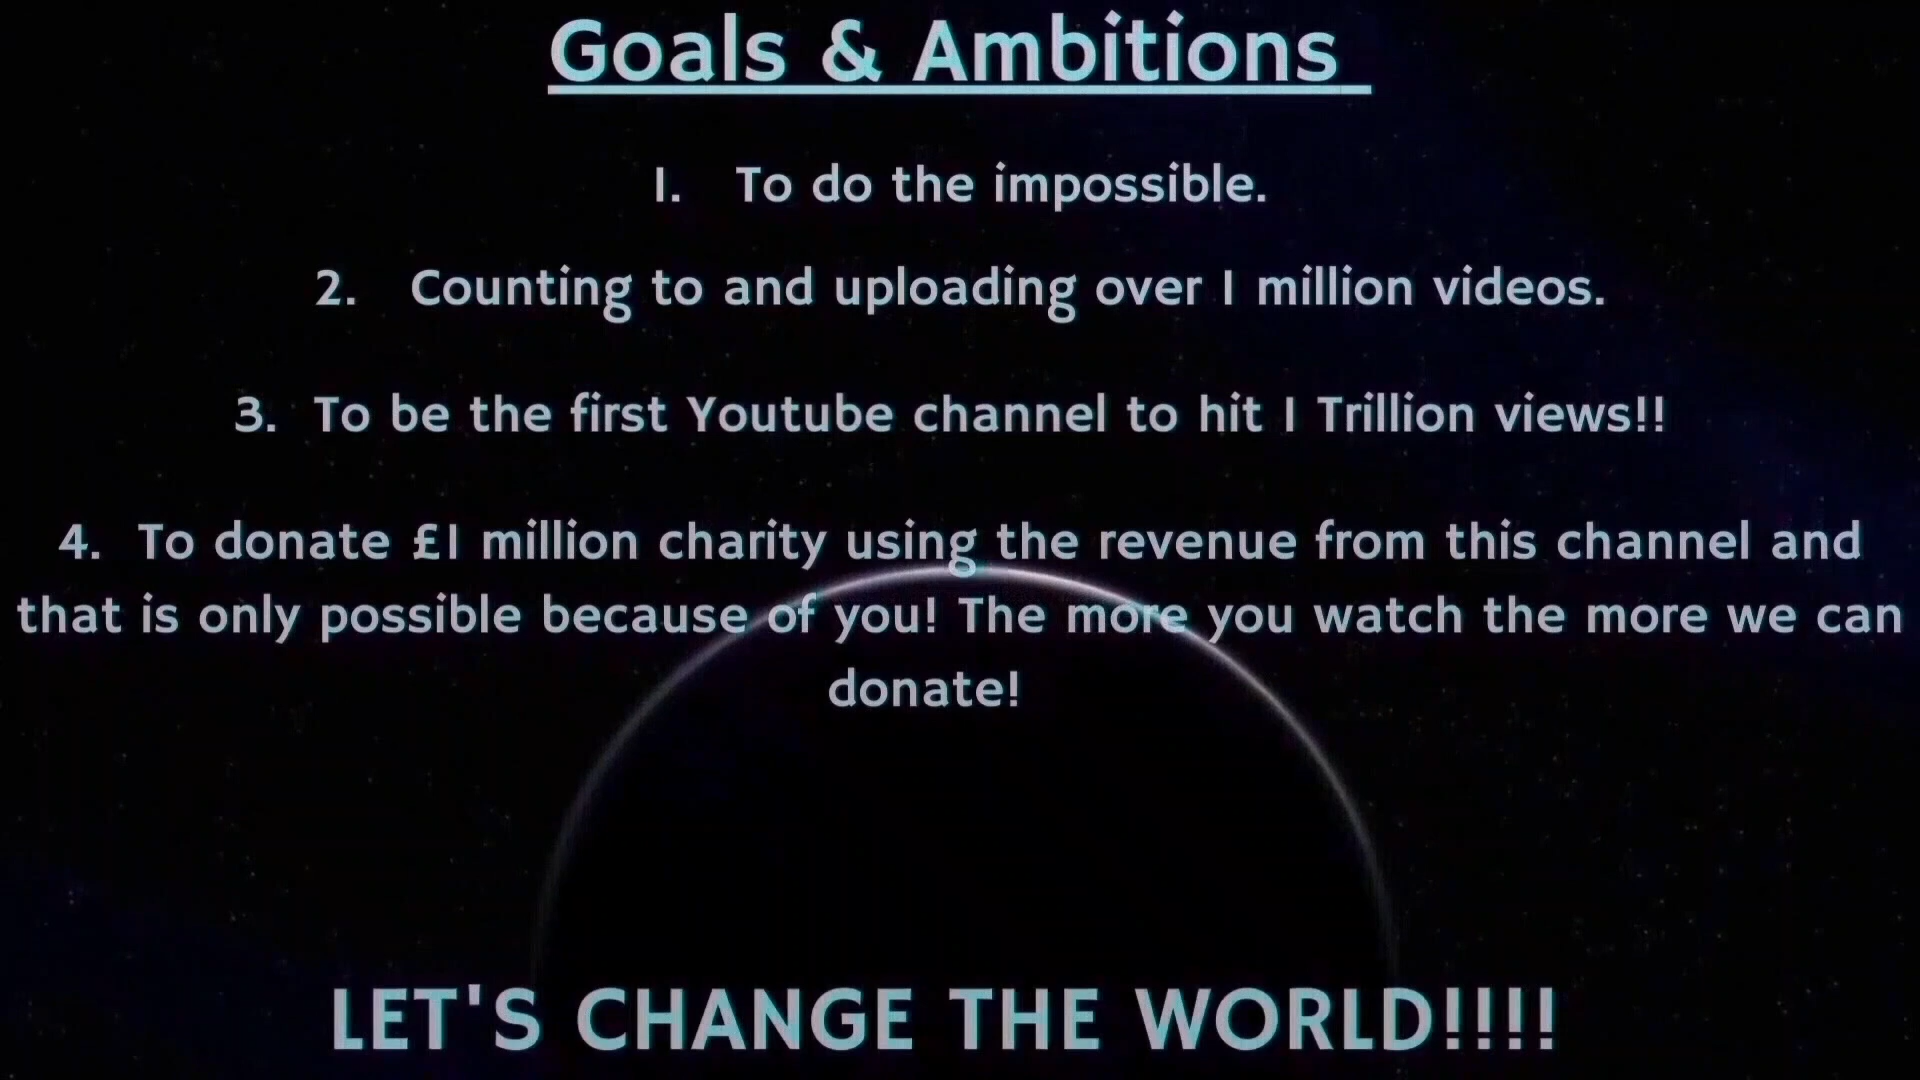 Goals & Ambitions
1. To do the impossible.
2. Counting to and uploading over 1 million videos.
3. To be the first Youtube channel to hit 1 Trillion views!!
4. To donate £1 million charity using the revenue from this channel and
that is only possible because of you! The more you watch the more we can
donate!
LET'S CHANGE THE WORLD!!!!